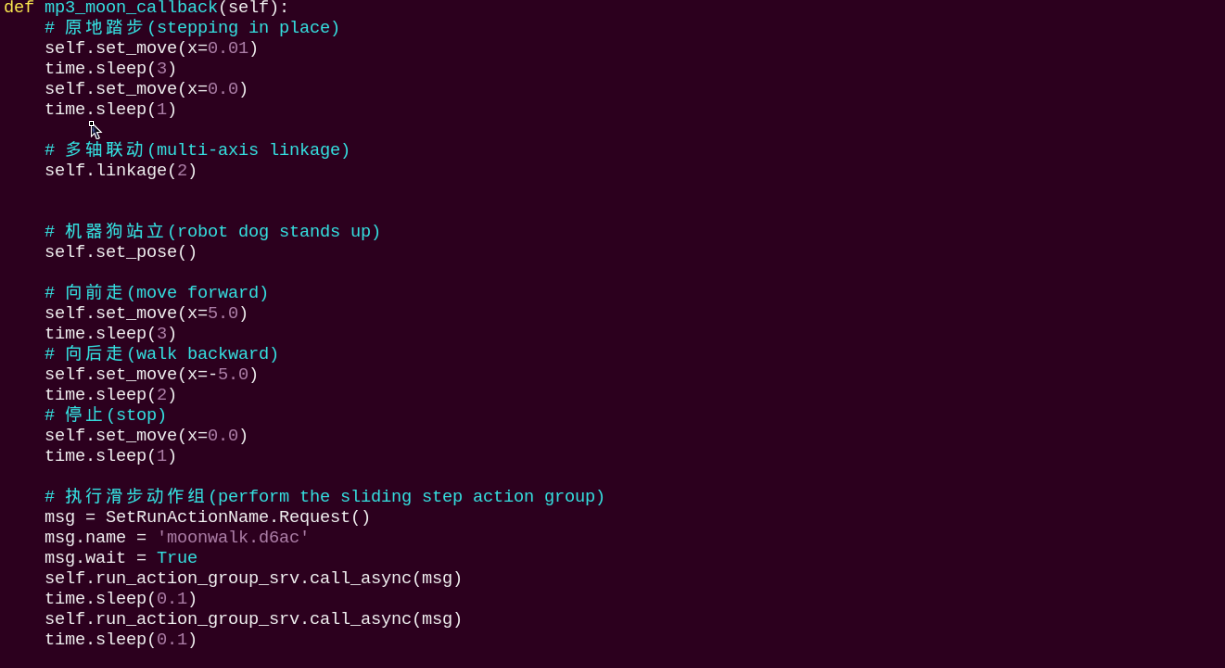 def mp3_moon_callback(self):
    # 原地踏步(stepping in place)
    self.set_move(x=0.01)
    time.sleep(3)
    self.set_move(x=0.0)
    time.sleep(1)
    # 多轴联动(multi-axis linkage)
    self.linkage(2)
    # 机器狗站立(robot dog stands up)
    self.set_pose()
    # 向前走(move forward)
    self.set_move(x=5.0)
    time.sleep(3)
    # 向后走(walk backward)
    self.set_move(x=-5.0)
    time.sleep(2)
    # 停止(stop)
    self.set_move(x=0.0)
    time.sleep(1)
    # 执行滑步动作组(perform the sliding step action group)
    msg = SetRunActionName.Request()
    msg.name = 'moonwalk.d6ac'
    msg.wait = True
    self.run_action_group_srv.call_async(msg)
    time.sleep(0.1)
    self.run_action_group_srv.call_async(msg)
    time.sleep(0.1)